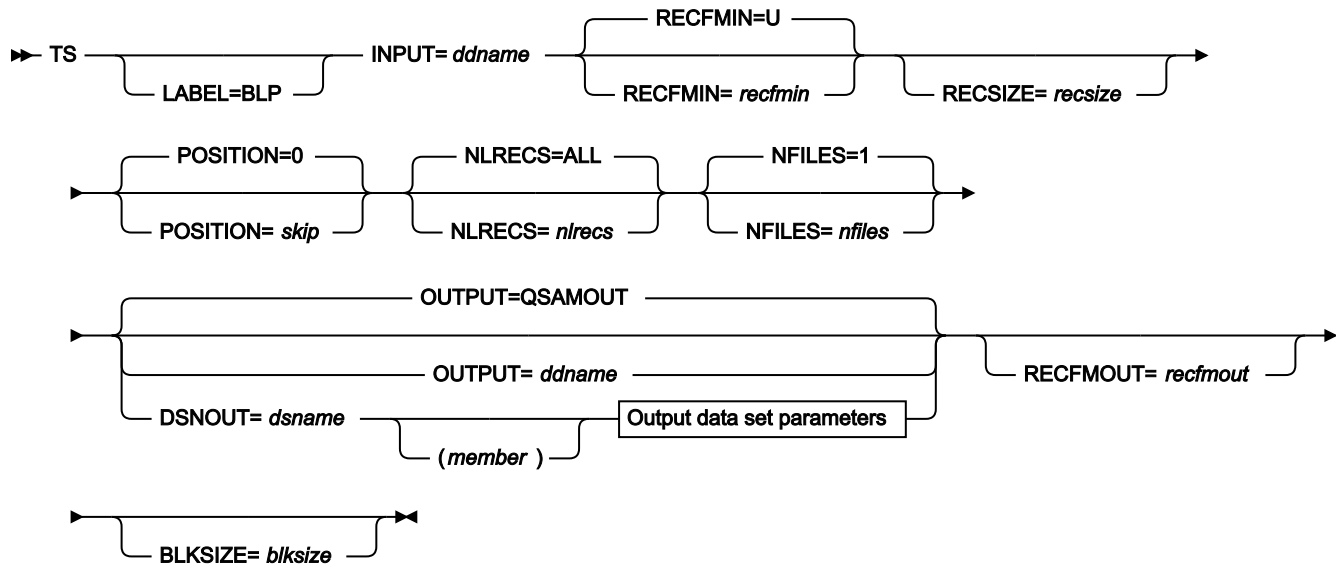 RECFMIN=U
TS INPUT= ddname
LABEL=BLP RECFMIN= recfmin RECSIZE= recsize
POSITION=0 NLRECS=ALL NFILES=1
POSITION= skip NLRECS= nlrecs NFILES= nfiles
OUTPUT=QSAMOUT
OUTPUT= ddname RECFMOUT= recfmout
DSNOUT= dsname Output data set parameters
(member )
BLKSIZE= blksize